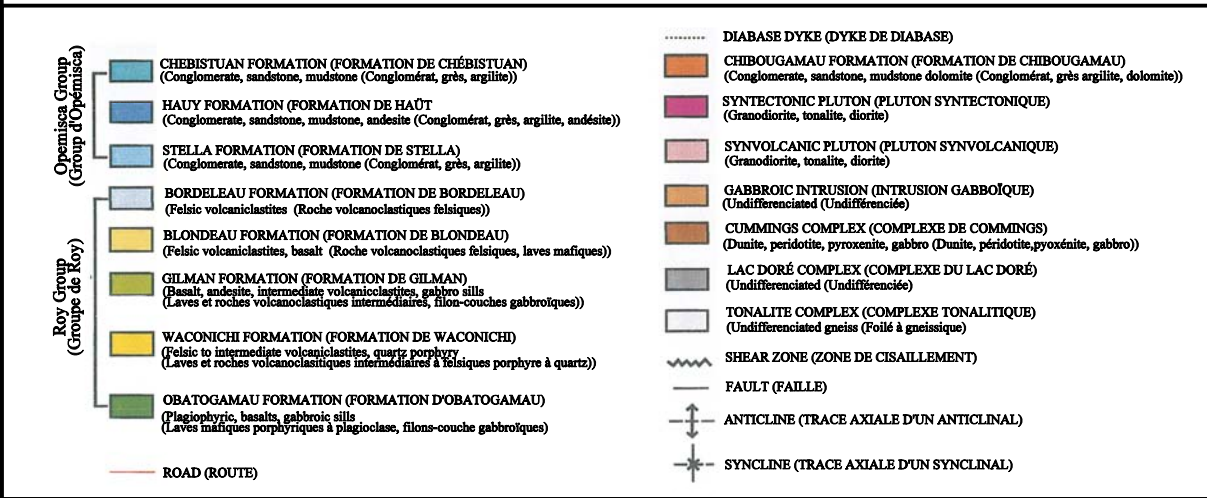 Opemisca Group
(Group d'Opémisca)
CHEBISTUAN FORMATION (FORMATION DE CHÉBISTUAN)
(Conglomerate, sandstone, mudstone (Conglomérat, grès, argilite))
HAUY FORMATION (FORMATION DE HAÛT
(Conglomerate, sandstone, mudstone, andesite (Conglomérat, grès, argilite, andésite))
STELLA FORMATION (FORMATION DE STELLA)
(Conglomerate, sandstone, mudstone (Conglomérat, grès, argilite))
Roy Group
(Groupe de Roy)
BORDELEAU FORMATION (FORMATION DE BORDELEAU)
(Felsic volcaniclastites (Roche volcanoclastiques felsiques))
BLONDEAU FORMATION (FORMATION DE BLONDEAU)
(Felsic volcaniclastites, basalt (Roche volcanoclastiques felsiques, laves mafiques))
GILMAN FORMATION (FORMATION DE GILMAN)
(Basalt, andesite, intermediate volcanicclastites, gabbro sills
(Laves et roches volcanoclastiques intermédiaires, filon-couches gabbroïques))
WACONICHI FORMATION (FORMATION DE WACONICHI)
(Felsic to intermediate volcaniclastites, quartz porphyry
(Laves et roches volcanoclasitiques intermédiaires à felsiques porphyre à quartz))
OBATOGAMAU FORMATION (FORMATION D'OBATOGAMAU)
(Plagiophyric, basalts, gabbroic sills
(Laves mafiques porphyriques à plagioclase, filons-couche gabbroïques)
ROAD (ROUTE)
DIABASE DYKE (DYKE DE DIABASE)
CHIBOUGAMAU FORMATION (FORMATION DE CHIBOUGAMAU)
(Conglomerate, sandstone, mudstone dolomite (Conglomérat, grès argilite, dolomite))
SYNTECTONIC PLUTON (PLUTON SYNTECTONIQUE)
(Granodiorite, tonalite, diorite)
SYNVOLCANIC PLUTON (PLUTON SYNVOLCANIQUE)
(Granodiorite, tonalite, diorite)
GABBROIC INTRUSION (INTRUSION GABBOÏQUE)
(Undifferenciated (Undifférenciée)
CUMMINGS COMPLEX (COMPLEXE DE COMMINGS)
(Dunite, peridotite, pyroxenite, gabbro (Dunite, péridotite,pyoxénite, gabbro))
LAC DORÉ COMPLEX (COMPLEXE DU LAC DORÉ)
(Undifferenciated (Undifférenciée)
TONALITE COMPLEX (COMPLEXE TONALITIQUE)
(Undifferenciated gneiss (Foilé à gneissique)
SHEAR ZONE (ZONE DE CISAILLEMENT)
FAULT (FAILLE)
ANTICLINE (TRACE AXIALE D'UN ANTICLINAL)
SYNCLINE (TRACE AXIALE D'UN SYNCLINAL)